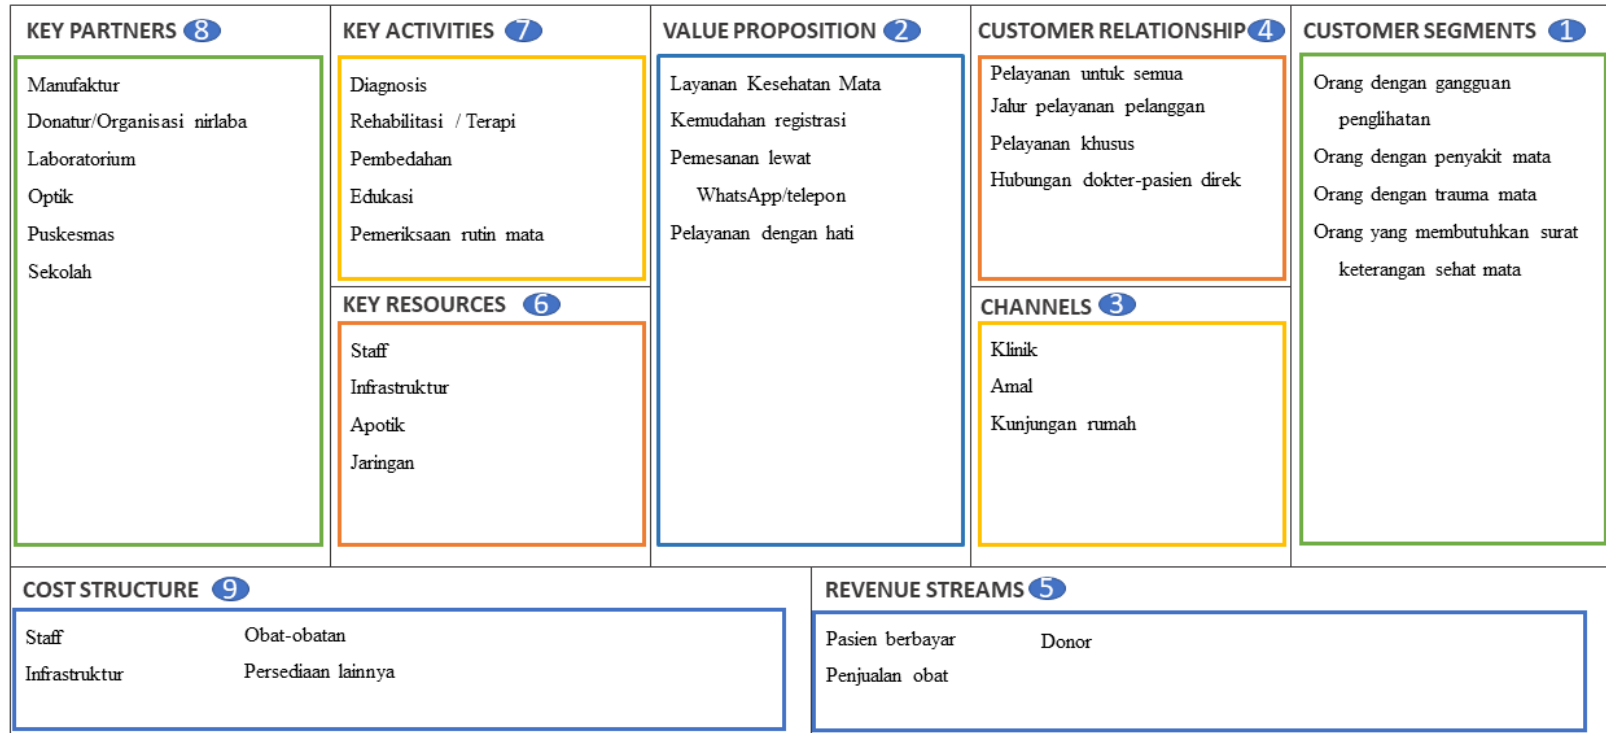 KEY PARTNERS 8
Manufaktur
Donatur/Organisasi nirlaba
Laboratorium
Optik
Puskesmas
Sekolah
KEY ACTIVITIES 7
Diagnosis
Rehabilitasi / Terapi
Pembedahan
Edukasi
Pemeriksaan rutin mata
KEY RESOURCES 6
Staff
Infrastruktur
Apotik
Jaringan
VALUE PROPOSITION 2
Layanan Kesehatan Mata
Kemudahan registrasi
Pemesanan lewat
WhatsApp/telepon
Pelayanan dengan hati
CUSTOMER RELATIONSHIP 4
Pelayanan untuk semua
Jalur pelayanan pelanggan
Pelayanan khusus
Hubungan dokter-pasien direk
CHANNELS 3
Klinik
Amal
Kunjungan rumah
CUSTOMER SEGMENTS 1
Orang dengan gangguan
penglihatan
Orang dengan penyakit mata
Orang dengan trauma mata
Orang yang membutuhkan surat
keterangan sehat mata
COST STRUCTURE 9
Staff
Infrastruktur
Obat-obatan
Persediaan lainnya
REVENUE STREAMS 5
Pasien berbayar
Penjualan obat
Donor